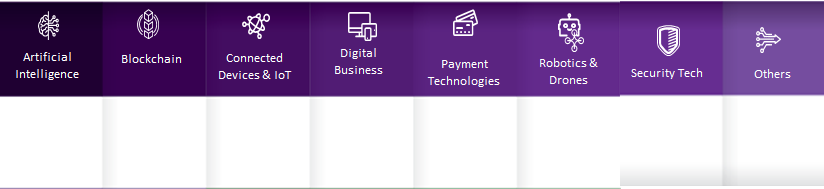 Artificial
Intelligence
Blockchain
Connected
Devices & IoT
Digital
Business
Payment
Technologies
Robotics &
Drones
Security Tech
Others